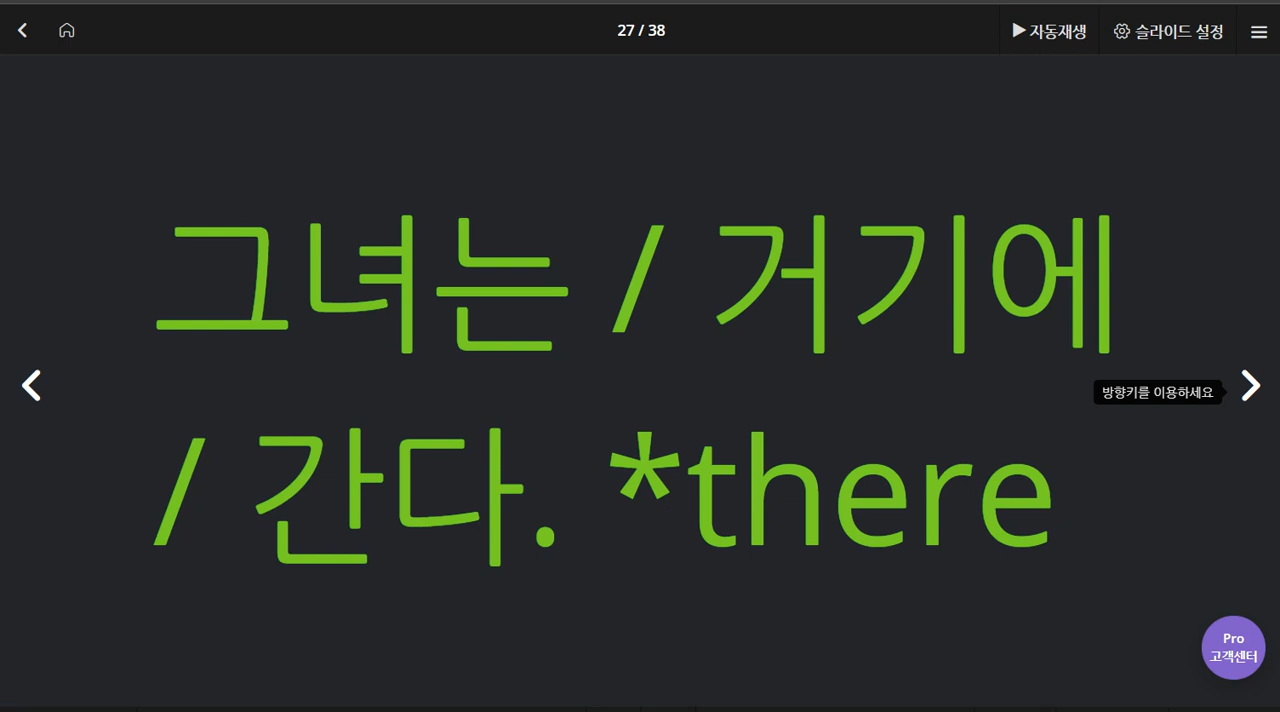 27 / 38
▶ 자동재생
슬라이드 설정
그녀는 / 거기에
/ 간다. *there
방향키를 이용하세요
Pro
고객센터